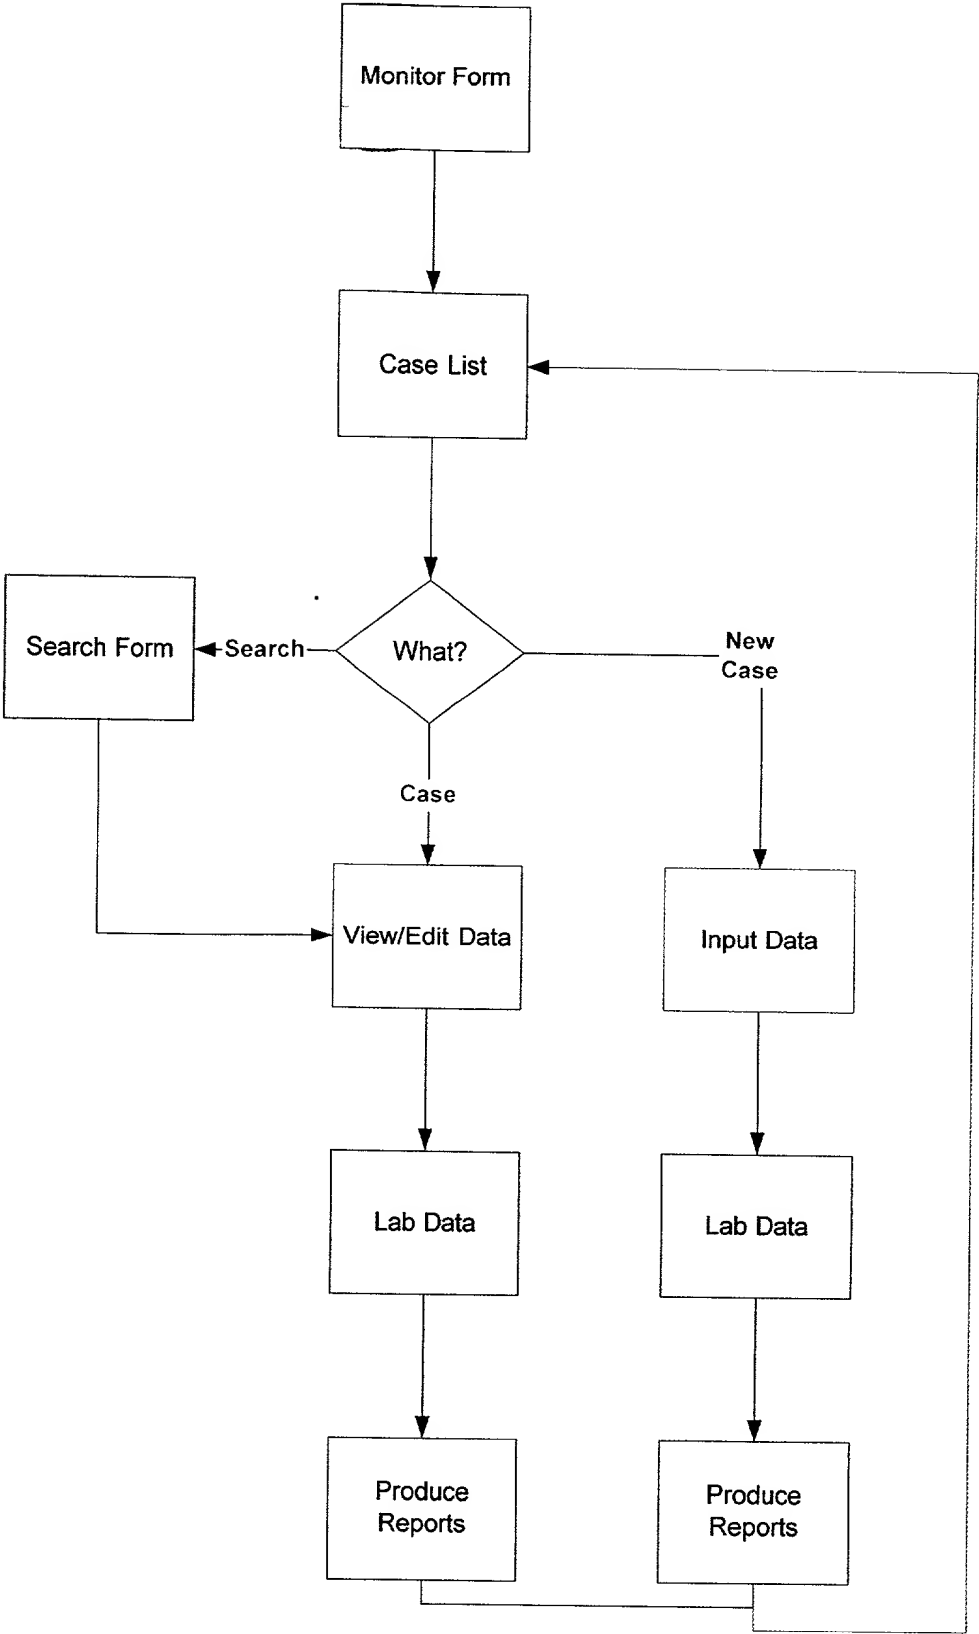 Monitor Form
Case List
Search Form
Search
What?
New
Case
Case
View/Edit Data
Input Data
Lab Data
Lab Data
Produce
Reports
Produce
Reports